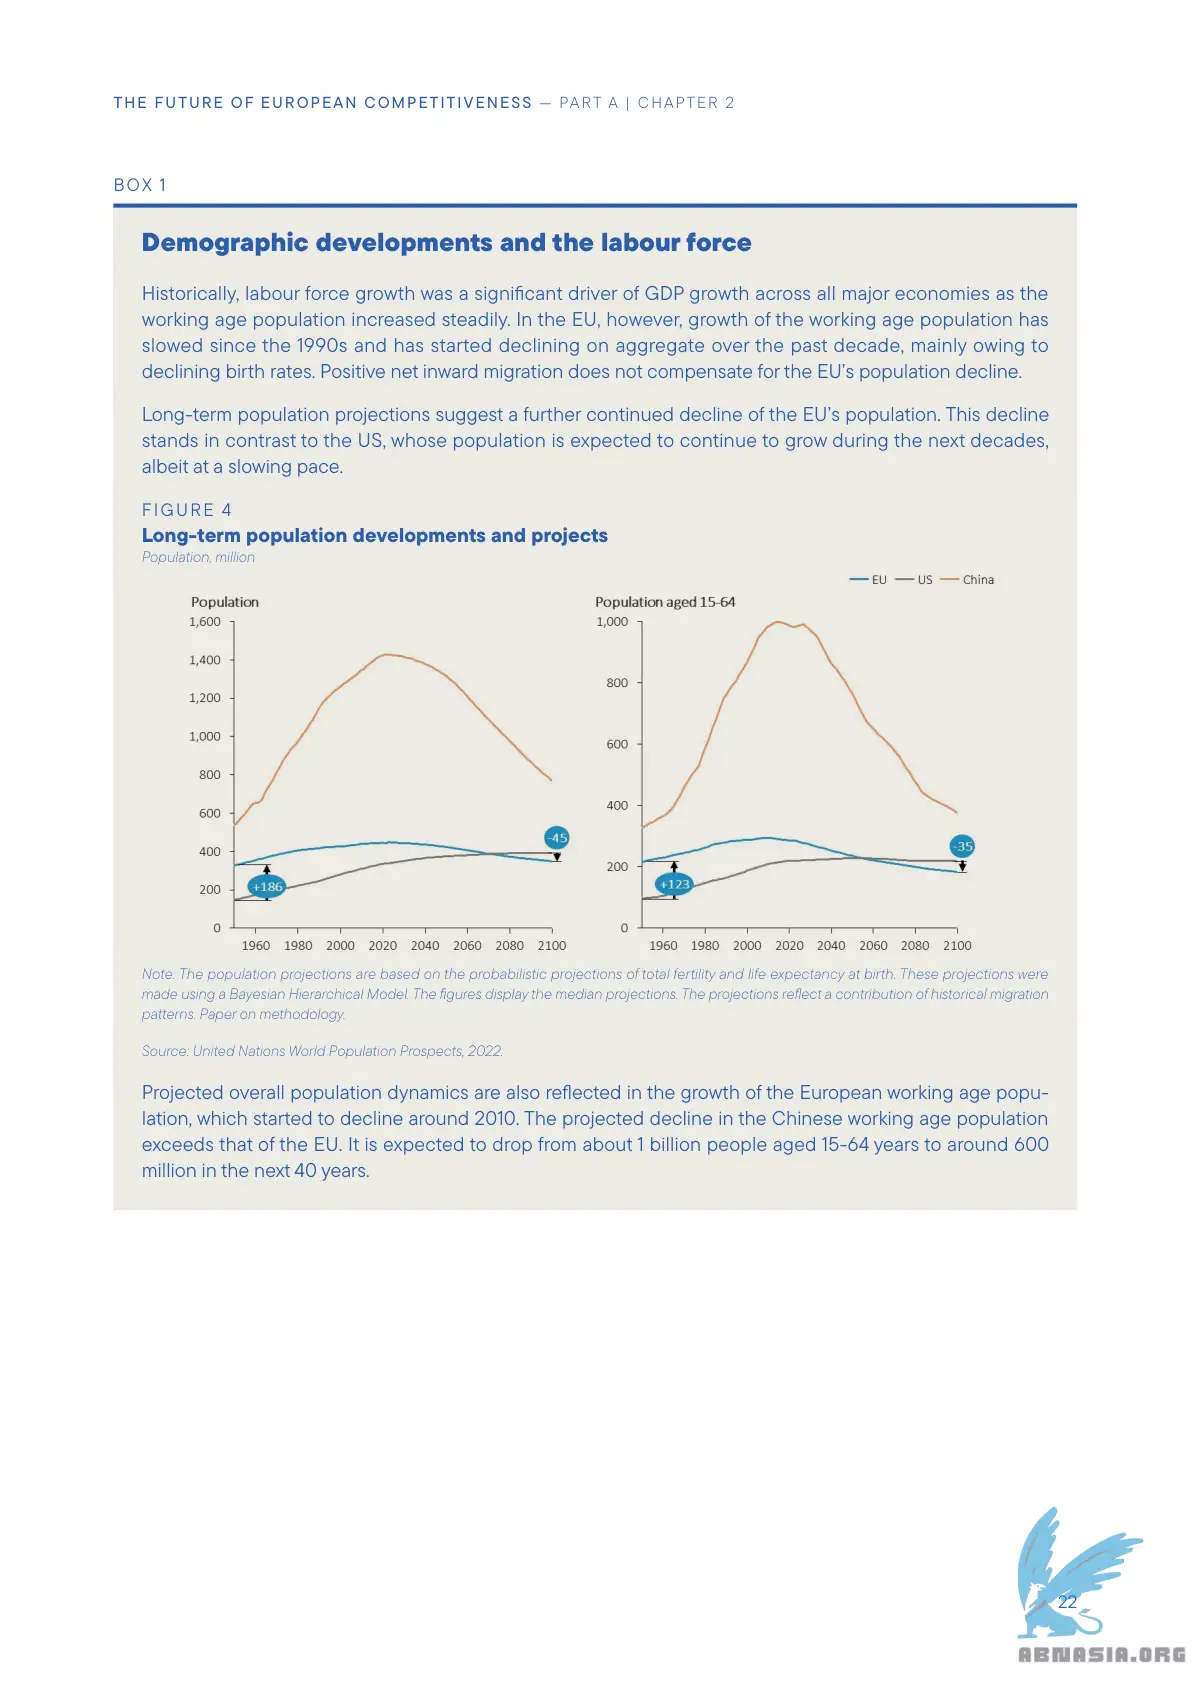 THE FUTURE OF EUROPEAN COMPETITIVENESS — PART A | CHAPTER 2
BOX 1
Demographic developments and the labour force
Historically, labour force growth was a significant driver of GDP growth across all major economies as the
working age population increased steadily. In the EU, however, growth of the working age population has
slowed since the 1990s and has started declining on aggregate over the past decade, mainly owing to
declining birth rates. Positive net inward migration does not compensate for the EU's population decline.
Long-term population projections suggest a further continued decline of the EU's population. This decline
stands in contrast to the US, whose population is expected to continue to grow during the next decades,
albeit at a slowing pace.
FIGURE 4
Long-term population developments and projects
Population, million
EU US China
Population
1,600
1,400
1,200
1,000
800
600
400
200
0
-45
+186
1960 1980 2000 2020 2040 2060 2080 2100
Population aged 15-64
1,000
800
600
400
200
0
-35
+123
1960 1980 2000 2020 2040 2060 2080 2100
Note: The population projections are based on the probabilistic projections of total fertility and life expectancy at birth. These projections were
made using a Bayesian Hierarchical Model. The figures display the median projections. The projections reflect a contribution of historical migration
patterns. Paper on methodology.
Source: United Nations World Population Prospects, 2022.
Projected overall population dynamics are also reflected in the growth of the European working age popu-
lation, which started to decline around 2010. The projected decline in the Chinese working age population
exceeds that of the EU. It is expected to drop from about 1 billion people aged 15-64 years to around 600
million in the next 40 years.
22
ABNASIA.ORG